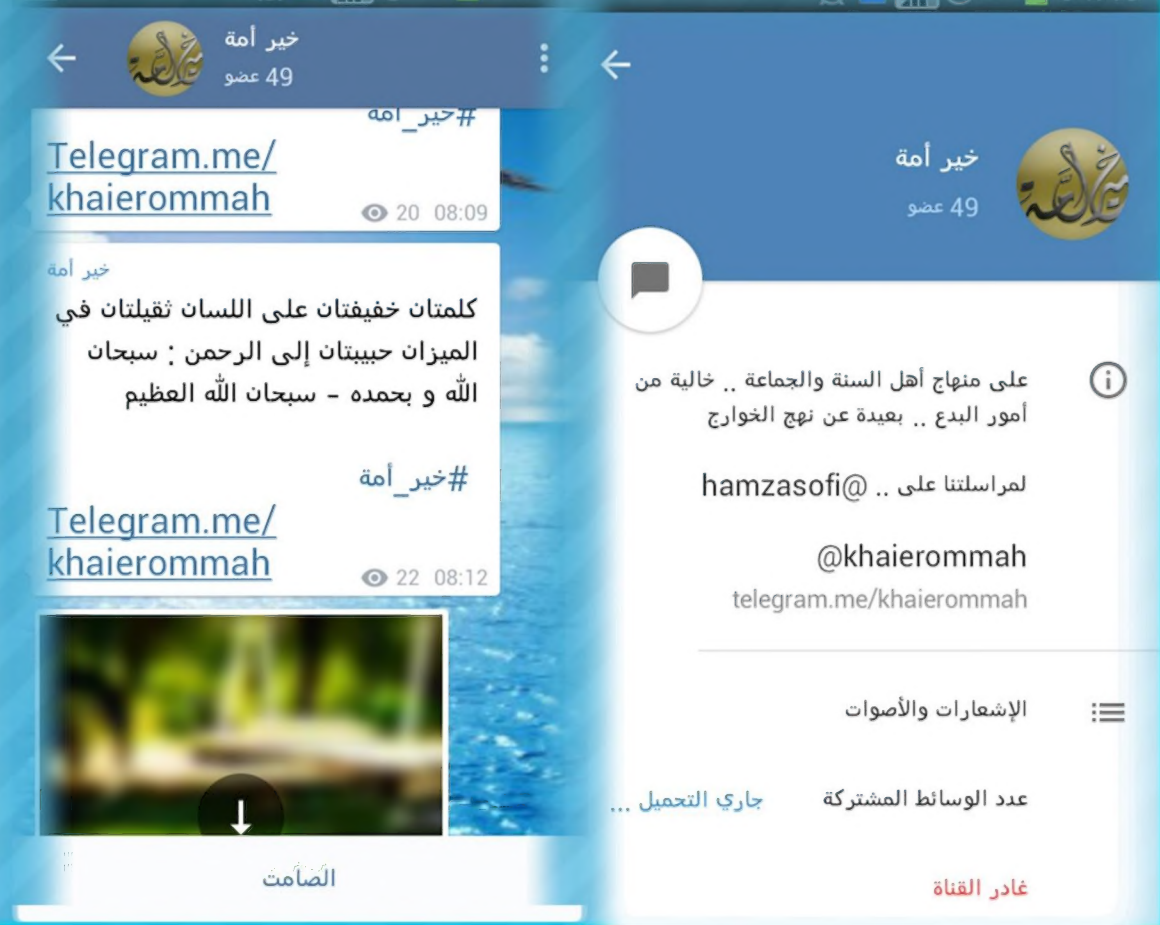 خير أمة
49 عضو
#خير_أمة
Telegram.me/
khaierommah
20 08:09
خير أمة
كلمتان خفيفتان على اللسان ثقيلتان في
الميزان حبيبتان إلى الرحمن : سبحان
الله و بحمده - سبحان الله العظيم
#خير_أمة
Telegram.me/
khaierommah
22 08:12
الصامت
خير أمة
49 عضو
خير أمة
على منهاج أهل السنة والجماعة .. خالية من
أمور البدع .. بعيدة عن نهج الخوارج
لمراسلتنا على .. @hamzasofi
@khaierommah
telegram.me/khaierommah
الإشعارات والأصوات
عدد الوسائط المشتركة جاري التحميل ...
غادر القناة